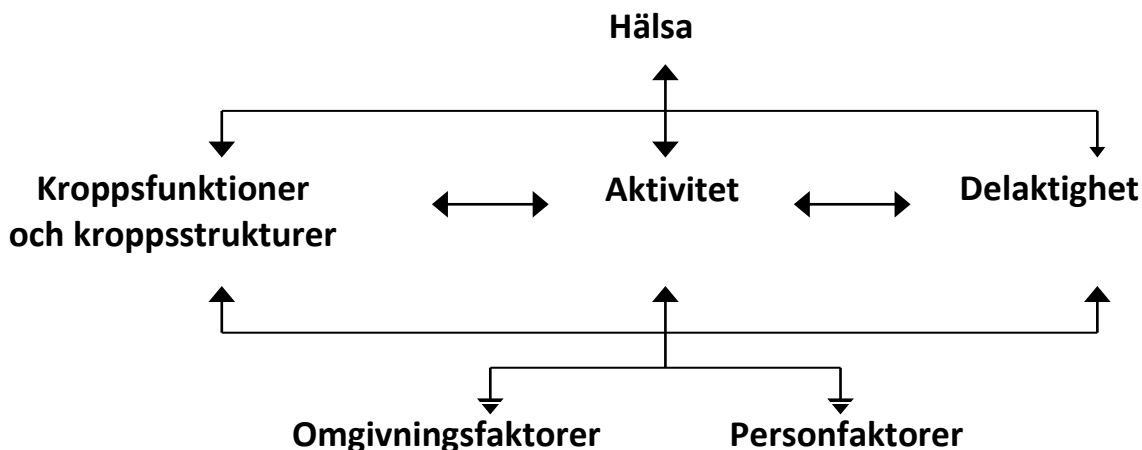 Hälsa
Kroppsfunktioner
och kroppsstrukturer
Aktivitet
Delaktighet
Omgivningsfaktorer
Personfaktorer